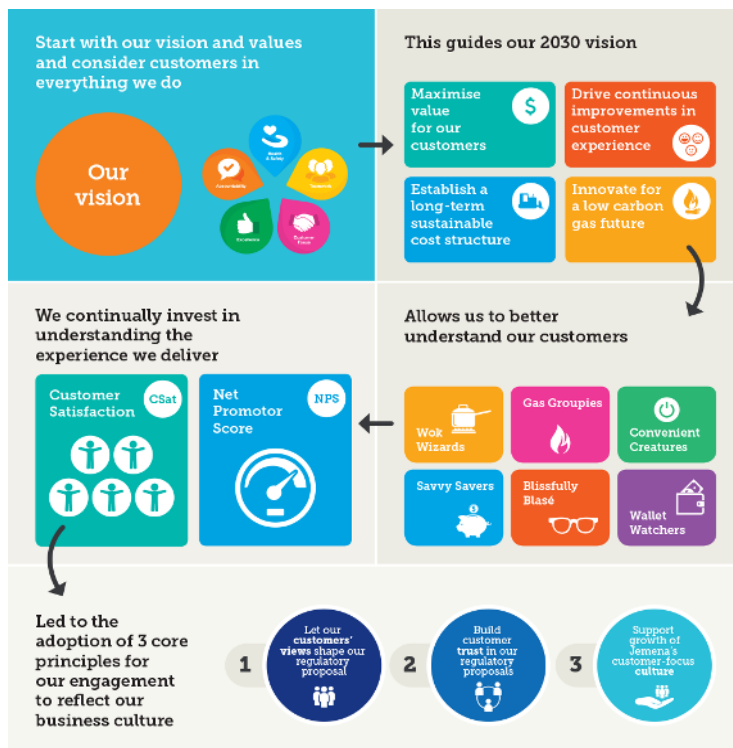 Start with our vision and values
and consider customers in
everything we do
Our
vision
Health
& Safety
Teamwork
Customer
Focus
Excellence
Accountability
This guides our 2030 vision
Maximise
value
for our
customers
$
Drive continuous
improvements in
customer
experience
Establish a
long-term
sustainable
cost structure
Innovate for
a low carbon
gas future
Allows us to better
understand our customers
Wok
Wizards
Gas Groupies
Convenient
Creatures
Savvy Savers
$
Blissfully
Blasé
Wallet
Watchers
We continually invest in
understanding the
experience we deliver
Customer
Satisfaction
CSat
Net
Promotor
Score
NPS
Led to the
adoption of 3 core
principles for
our engagement
to reflect our
business culture
1
Let our
customers'
views shape our
regulatory
proposal
2
Build
customer
trust in our
regulatory
proposals
3
Support
growth of
Jemena's
customer-focus
culture